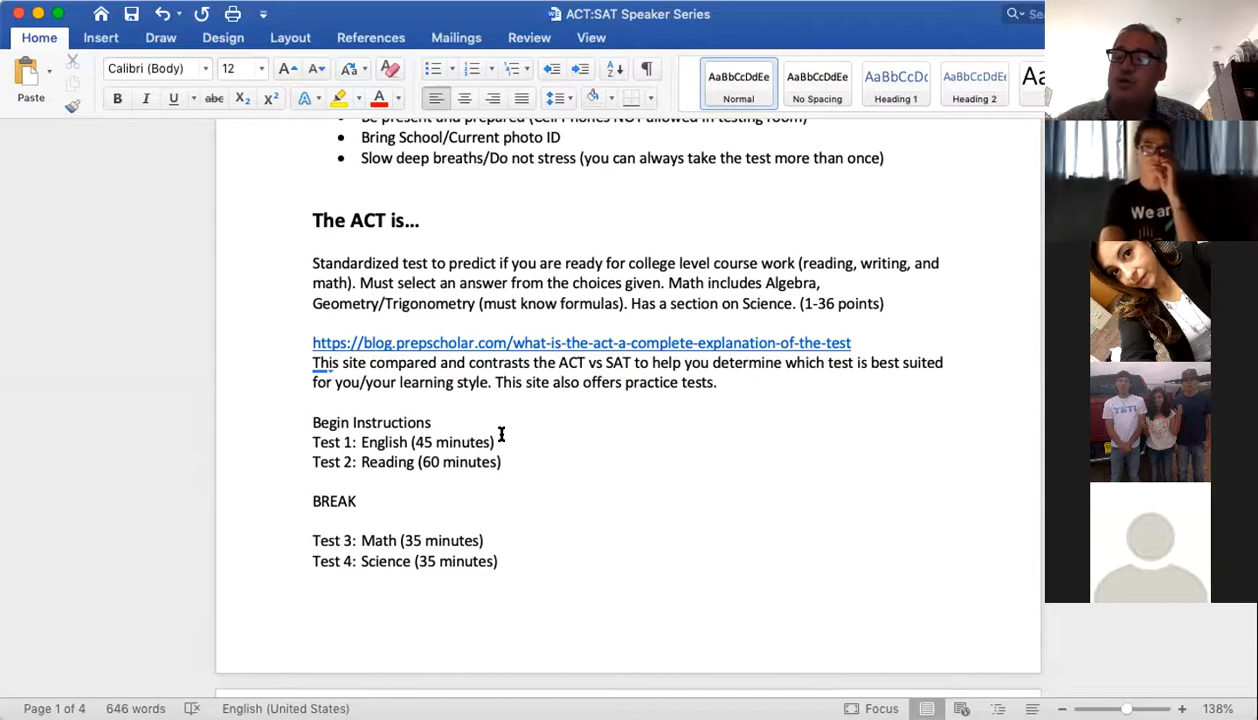 ACT:SAT Speaker Series
Home Insert Draw Design Layout References Mailings Review View
Paste
Calibri (Body) 12
AaBbCcDdEe AaBbCcDdEe AaBbCcDc AaBbCcDdEe
Normal No Spacing Heading 1 Heading 2
Be present and prepared (Cell Phones NOT allowed in testing room)
• Bring School/Current photo ID
• Slow deep breaths/Do not stress (you can always take the test more than once)
The ACT is...
Standardized test to predict if you are ready for college level course work (reading, writing, and
math). Must select an answer from the choices given. Math includes Algebra,
Geometry/Trigonometry (must know formulas). Has a section on Science. (1-36 points)
https://blog.prepscholar.com/what-is-the-act-a-complete-explanation-of-the-test
This site compared and contrasts the ACT vs SAT to help you determine which test is best suited
for you/your learning style. This site also offers practice tests.
Begin Instructions
Test 1: English (45 minutes)
Test 2: Reading (60 minutes)
BREAK
Test 3: Math (35 minutes)
Test 4: Science (35 minutes)
We are
YETI
Page 1 of 4 646 words English (United States) Focus 138%